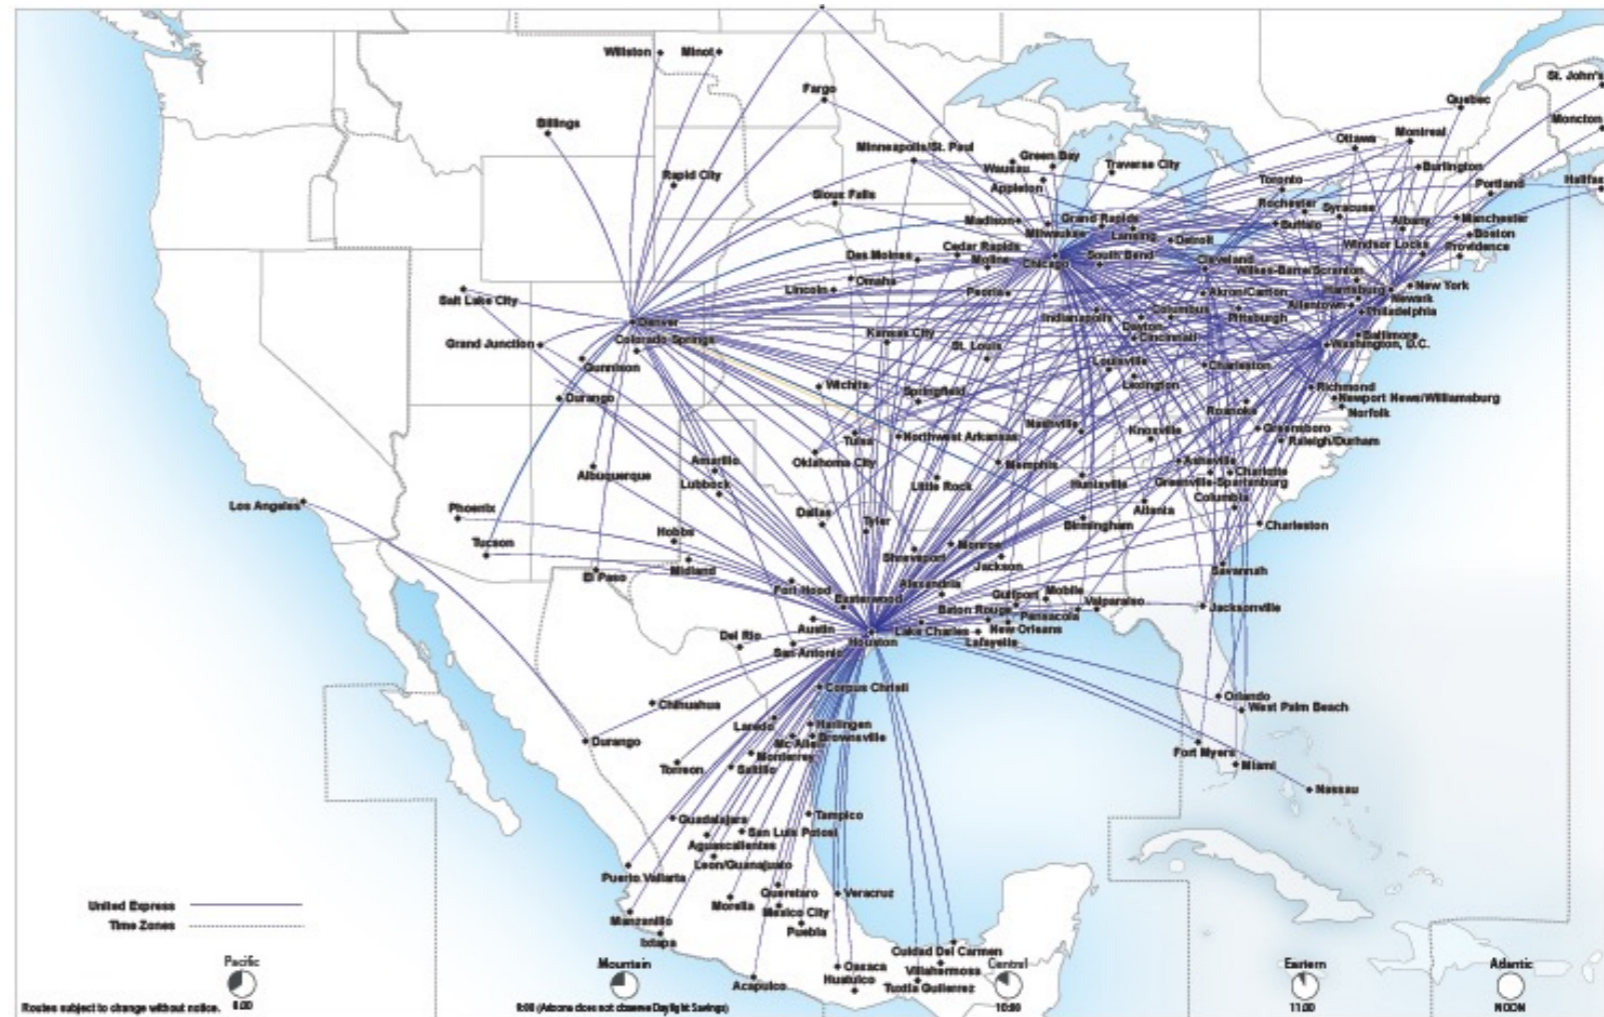 Williston
Minot
Fargo
Billings
Rapid City
Minneapolis/St. Paul
Sioux Falls
Wausau
Green Bay
Appleton
Traverse City
Quebec
St. John's
Moncton
Halifax
Ottawa
Montreal
Burlington
Portland
Toronto
Rochester
Syracuse
Buffalo
Albany
Manchester
Boston
Providence
Windsor Locks
Madison
Milwaukee
Grand Rapids
Lansing
Detroit
Cedar Rapids
Des Moines
Moline
Chicago
South Bend
Cleveland
Wilkes-Barre/Scranton
Salt Lake City
Lincoln
Omaha
Peoria
Akron/Canton
Harrisburg
New York
Newark
Allentown
Philadelphia
Indianapolis
Columbus
Dayton
Pittsburgh
Cincinnati
Baltimore
Washington, D.C.
Denver
Colorado Springs
Grand Junction
Gunnison
Durango
Kansas City
St. Louis
Louisville
Lexington
Charleston
Richmond
Newport News/Williamsburg
Norfolk
Wichita
Springfield
Roanoke
Nashville
Knoxville
Greensboro
Raleigh/Durham
Tulsa
Northwest Arkansas
Oklahoma City
Memphis
Asheville
Charlotte
Greenville-Spartanburg
Columbia
Huntsville
Little Rock
Amarillo
Lubbock
Albuquerque
Los Angeles
Phoenix
Tucson
Hobbs
Midland
El Paso
Dallas
Tyler
Birmingham
Atlanta
Charleston
Shreveport
Monroe
Jackson
Savannah
Fort Hood
Easterwood
Alexandria
Gulfport
Mobile
Valparaiso
Baton Rouge
Pensacola
Jacksonville
Austin
Houston
Lake Charles
New Orleans
Lafayette
Del Rio
San Antonio
Corpus Christi
Chihuahua
Laredo
Harlingen
Mc Allen
Brownsville
Durango
Monterrey
Torreon
Saltillo
Orlando
West Palm Beach
Fort Myers
Miami
Nassau
Guadalajara
Tampico
San Luis Potosi
Aguascalientes
Leon/Guanajuato
Puerto Vallarta
Queretaro
Veracruz
Morelia
Mexico City
Puebla
Manzanillo
Ixtapa
Acapulco
Oaxaca
Huatulco
Cuidad Del Carmen
Villahermosa
Tuxtla Gutierrez
United Express
Time Zones
Pacific
8:00
Mountain
9:00 (Arizona does not observe Daylight Savings)
Central
10:00
Eastern
11:00
Atlantic
NOON
Routes subject to change without notice.